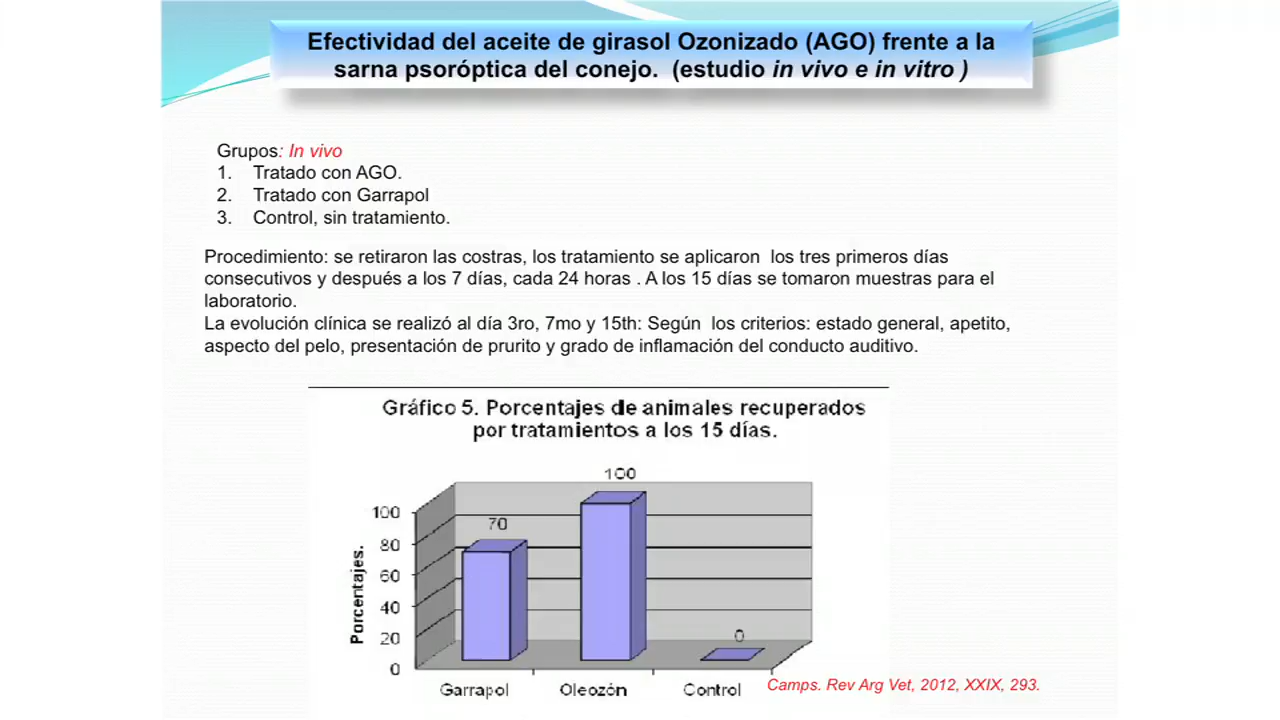 Efectividad del aceite de girasol Ozonizado (AGO) frente a la
sarna psoróptica del conejo. (estudio in vivo e in vitro )
Grupos: In vivo
1. Tratado con AGO.
2. Tratado con Garrapol
3. Control, sin tratamiento.
Procedimiento: se retiraron las costras, los tratamiento se aplicaron los tres primeros días
consecutivos y después a los 7 días, cada 24 horas . A los 15 días se tomaron muestras para el
laboratorio.
La evolución clínica se realizó al día 3ro, 7mo y 15th: Según los criterios: estado general, apetito,
aspecto del pelo, presentación de prurito y grado de inflamación del conducto auditivo.
Gráfico 5. Porcentajes de animales recuperados
por tratamientos a los 15 días.
100
70
0
100
80
60
40
20
0
Porcentajes.
Garrapol Oleozón Control
Camps. Rev Arg Vet, 2012, XXIX, 293.